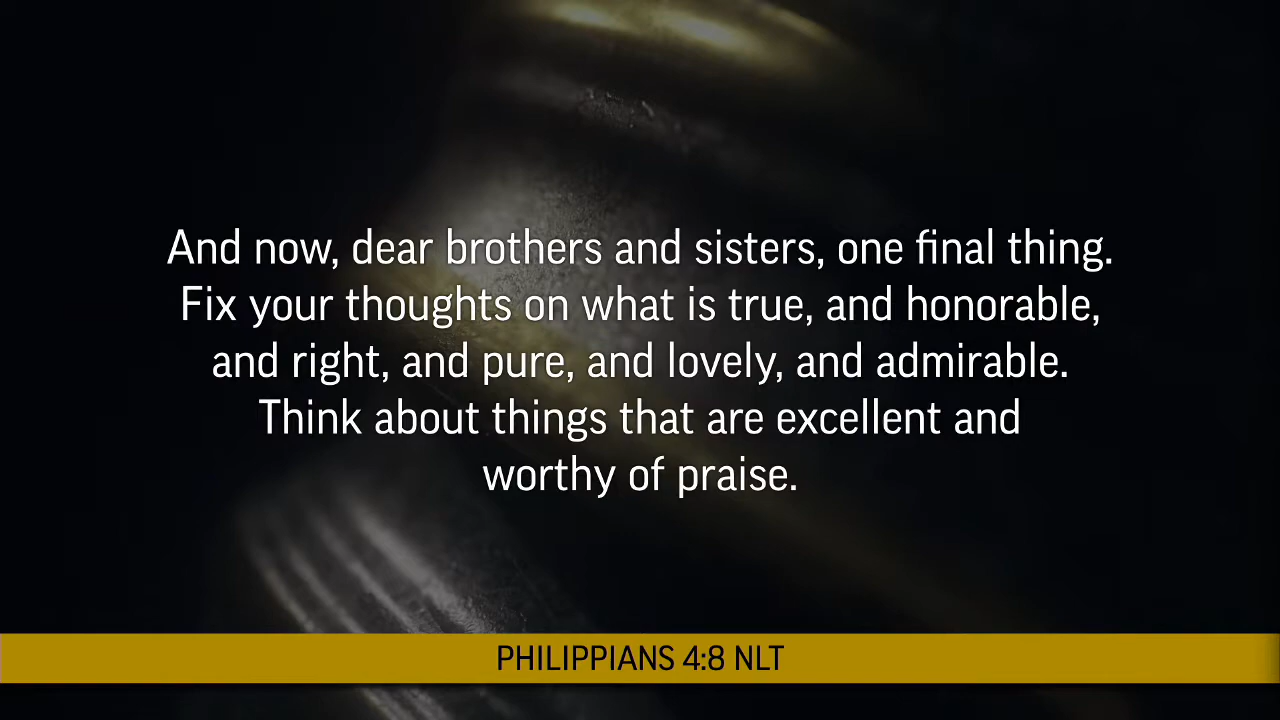 And now, dear brothers and sisters, one final thing.
Fix your thoughts on what is true, and honorable,
and right, and pure, and lovely, and admirable.
Think about things that are excellent and
worthy of praise.
PHILIPPIANS 4:8 NLT